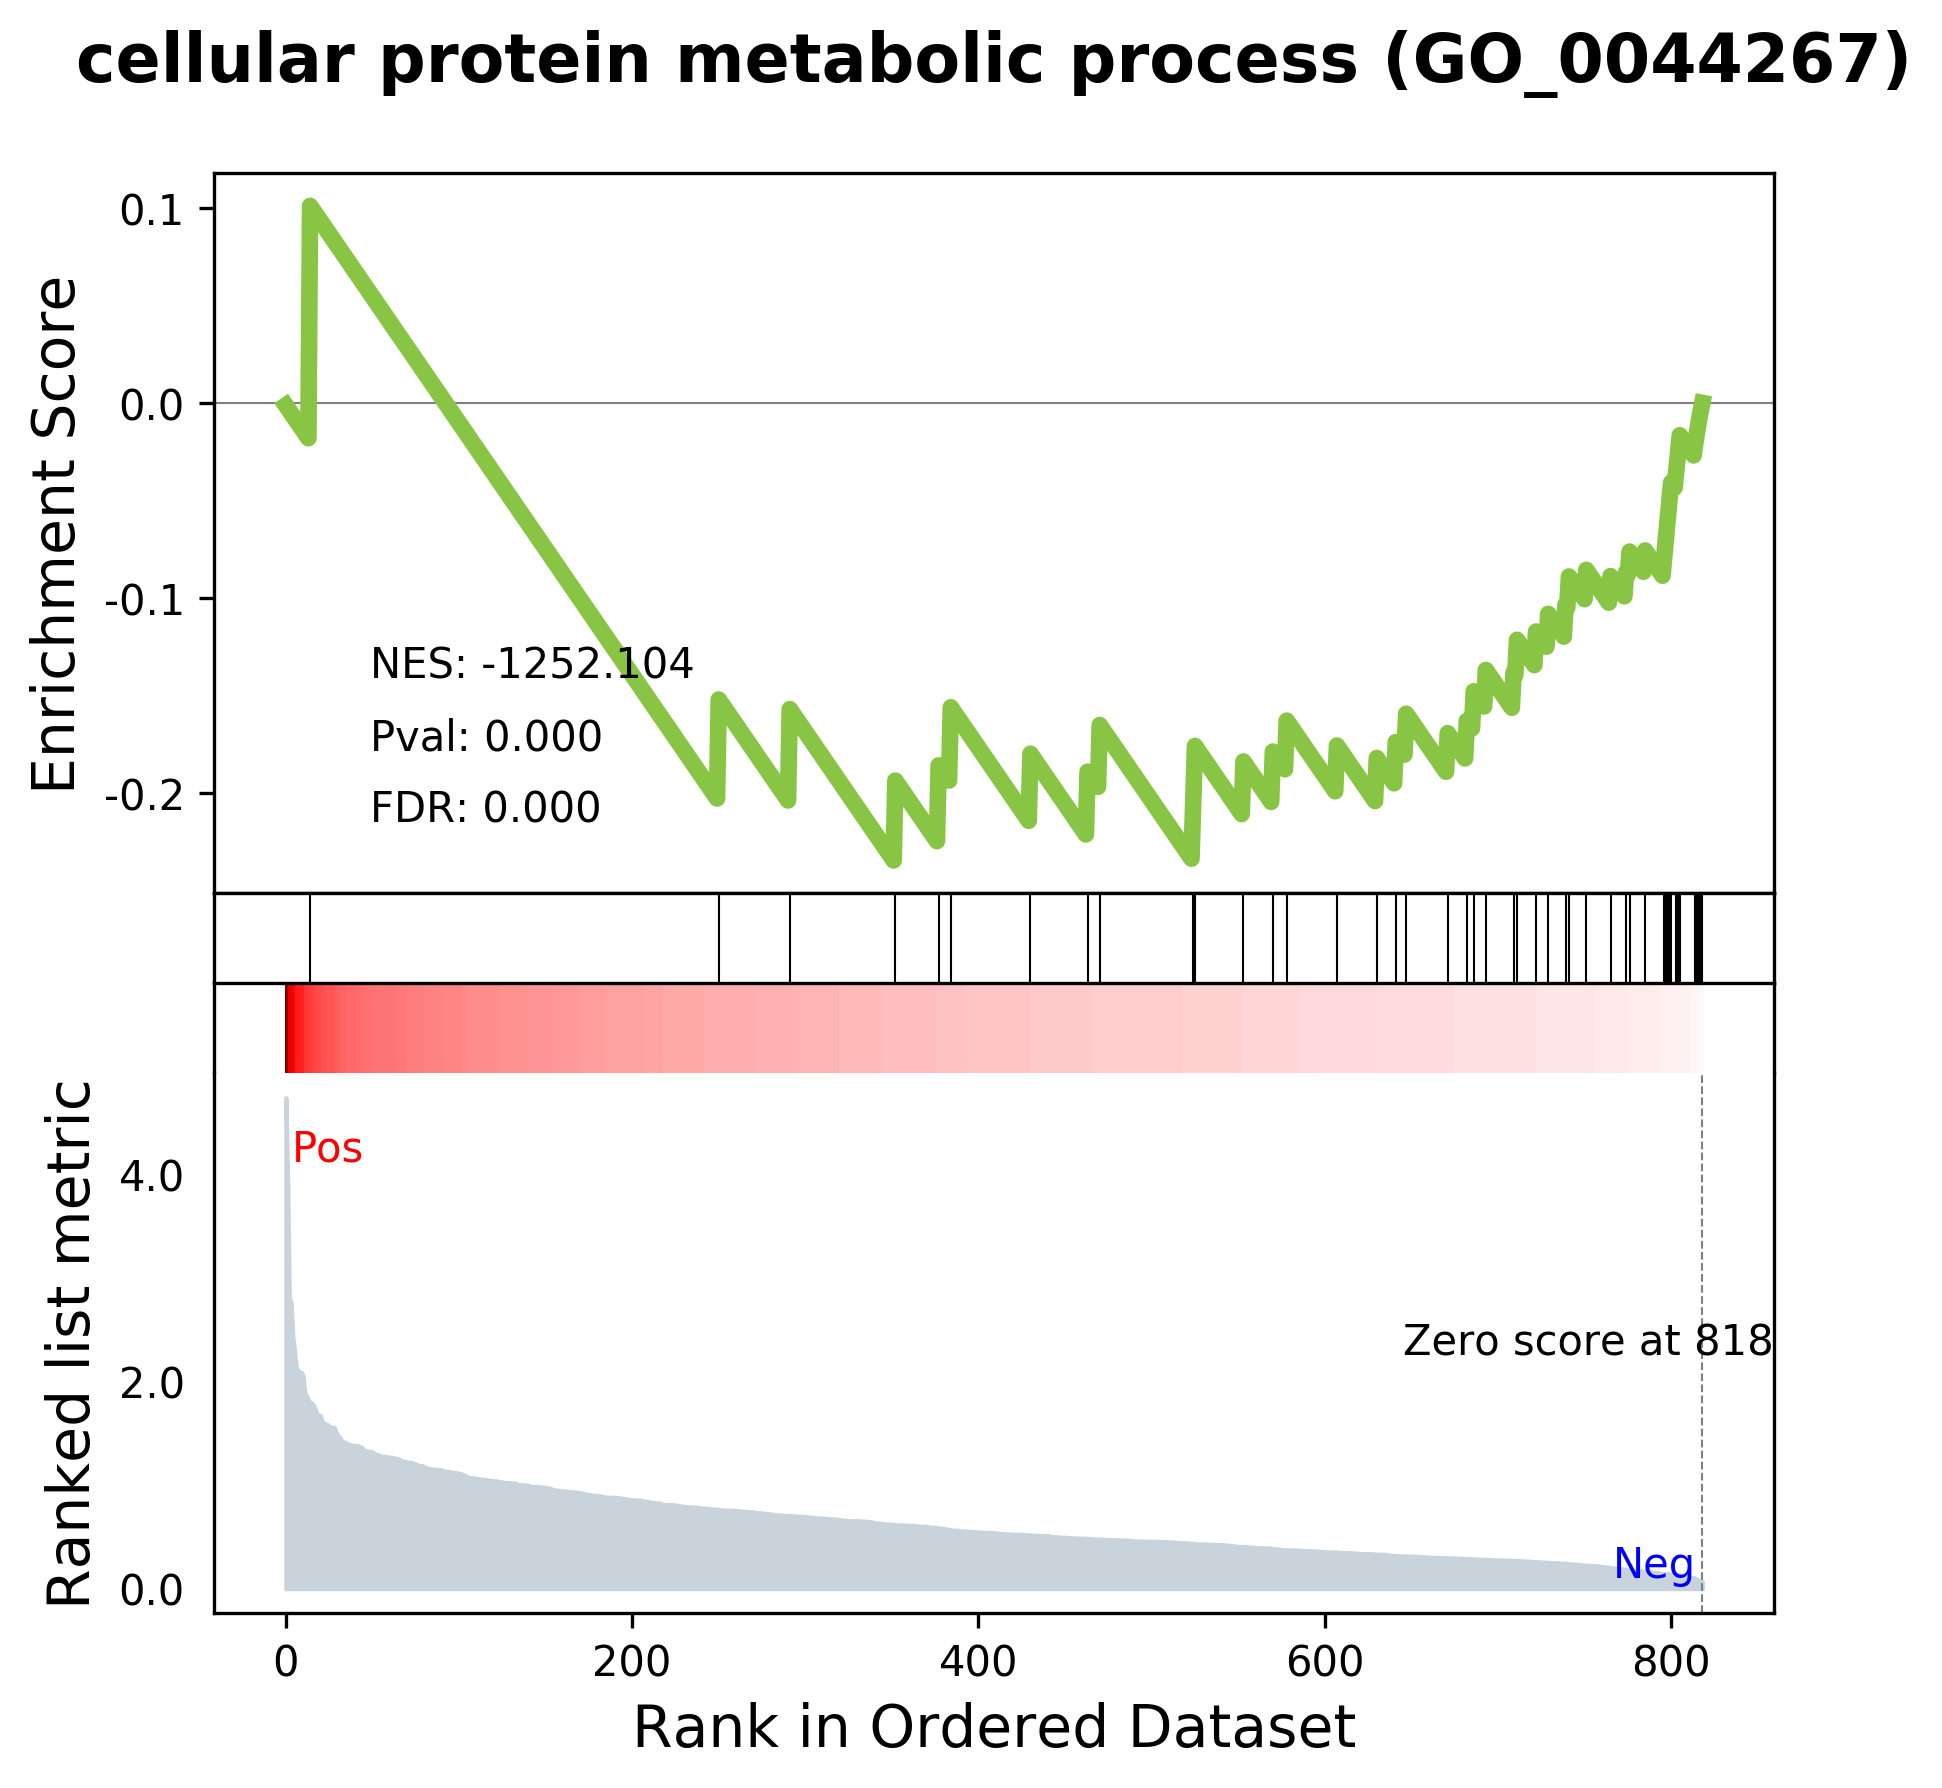 cellular protein metabolic process (GO_0044267)
Enrichment Score
0.1
0.0
-0.1
-0.2
NES: -1252.104
Pval: 0.000
FDR: 0.000
Ranked list metric
4.0
2.0
0.0
Pos
Zero score at 818
Neg
0 200 400 600 800
Rank in Ordered Dataset